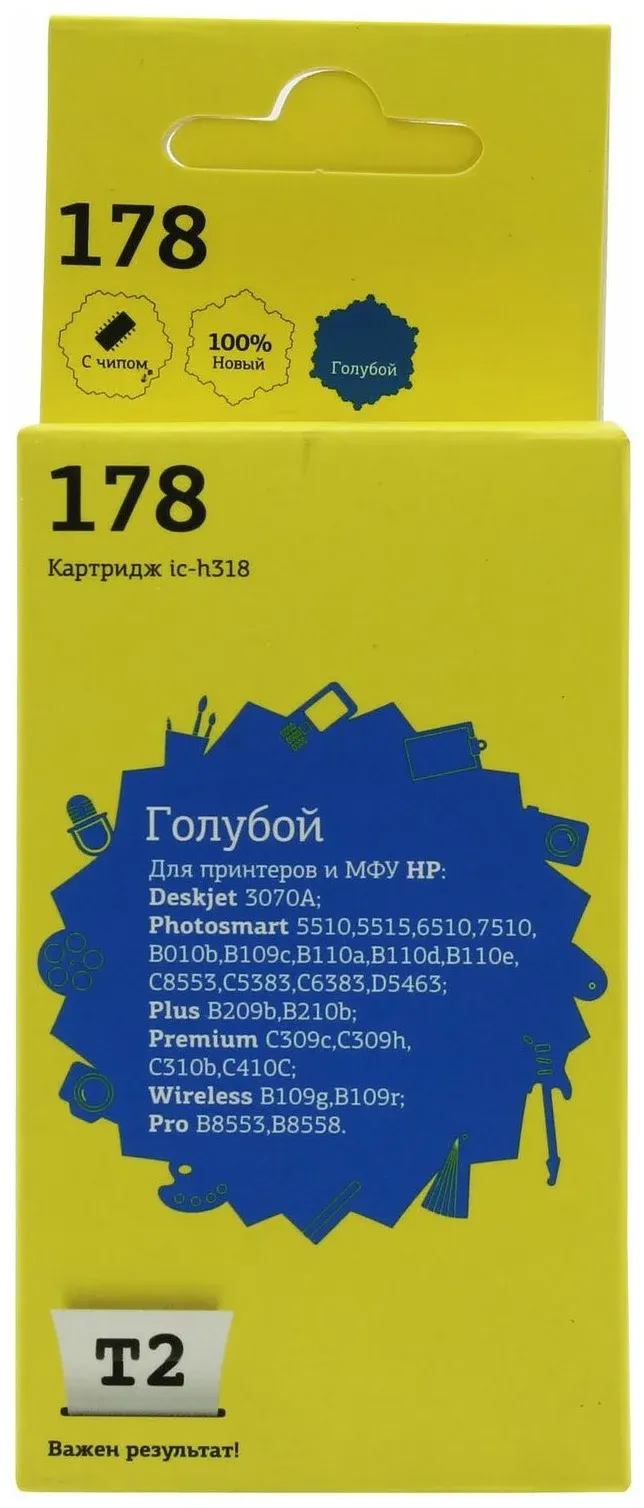 178
С чипом
100%
Новый
Голубой
178
Картридж ic-h318
Голубой
Для принтеров и МФУ HP:
Deskjet 3070A;
Photosmart 5510,5515,6510,7510,
B010b,B109c,B110a,B110d,B110e,
C8553,C5383,C6383,D5463;
Plus B209b,B210b;
Premium C309c,C309h,
C310b,C410C;
Wireless B109g,B109r;
Pro B8553,B8558.
T2
Важен результат!